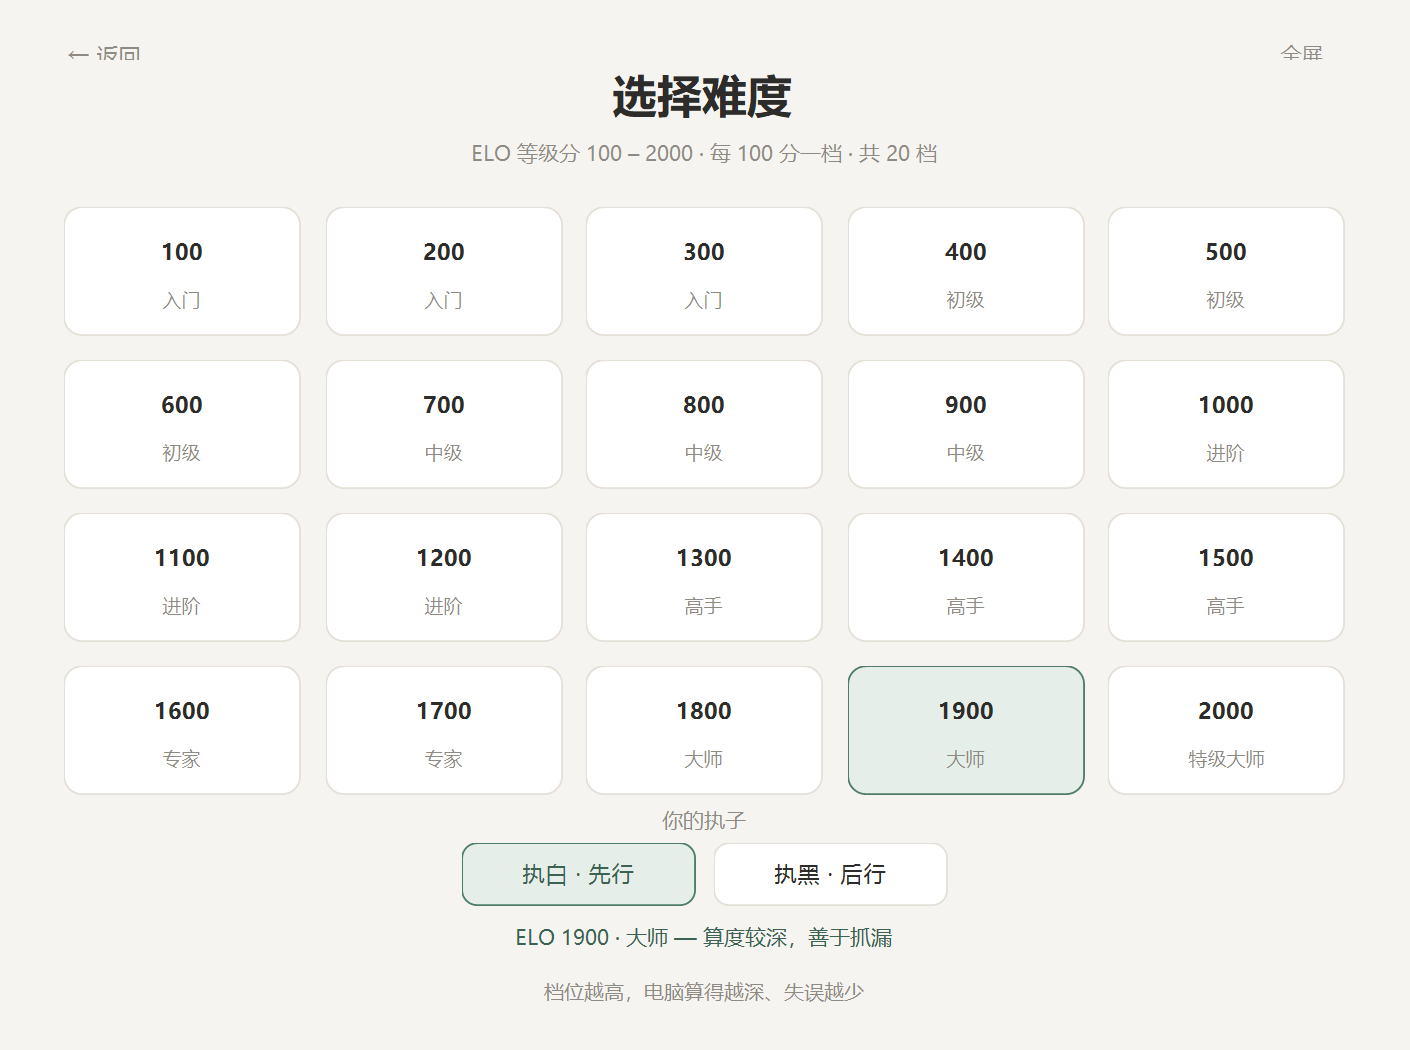 ← 返回
全屏
选择难度
ELO 等级分 100 – 2000 · 每 100 分一档 · 共 20 档
100
200
300
400
500
入门
入门
入门
初级
初级
600
700
800
900
1000
初级
中级
中级
中级
进阶
1100
1200
1300
1400
1500
进阶
进阶
高手
高手
高手
1600
1700
1800
1900
2000
专家
专家
大师
大师
特级大师
你的执子
执白 · 先行
执黑 · 后行
ELO 1900 · 大师 — 算度较深，善于抓漏
档位越高，电脑算得越深、失误越少